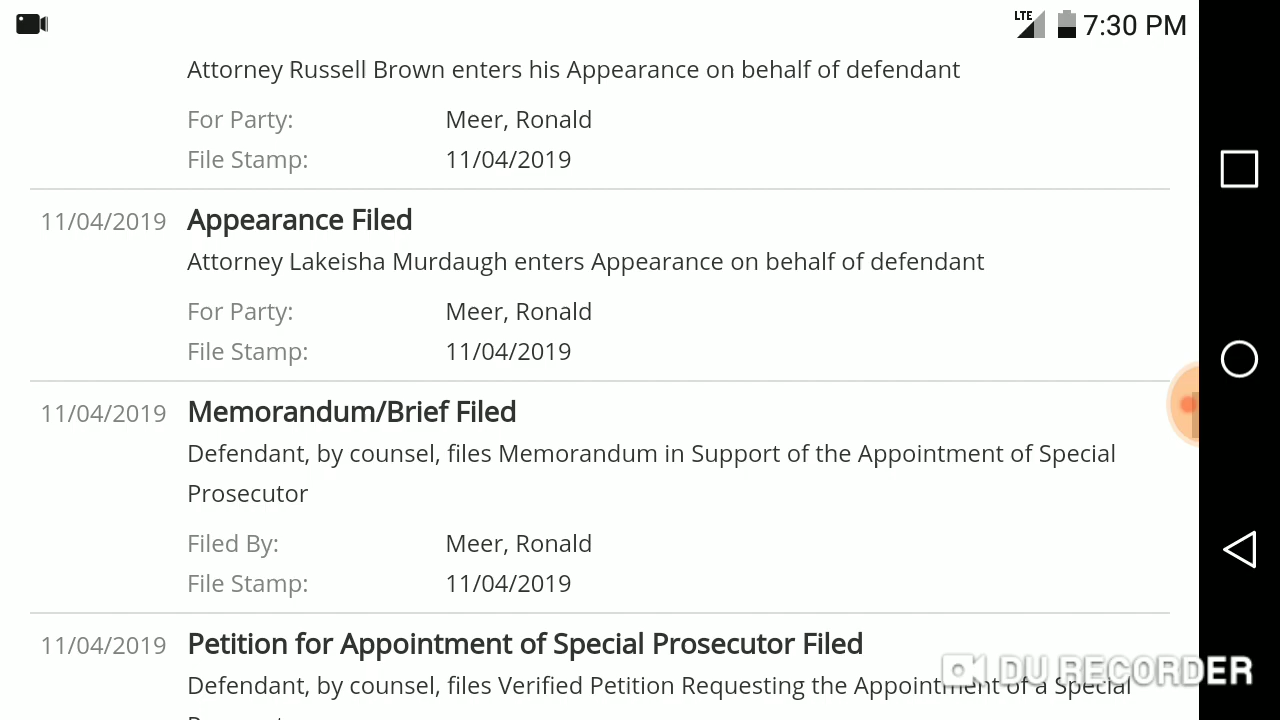 LTE 7:30 PM
Attorney Russell Brown enters his Appearance on behalf of defendant
For Party: Meer, Ronald
File Stamp: 11/04/2019
11/04/2019 Appearance Filed
Attorney Lakeisha Murdaugh enters Appearance on behalf of defendant
For Party: Meer, Ronald
File Stamp: 11/04/2019
11/04/2019 Memorandum/Brief Filed
Defendant, by counsel, files Memorandum in Support of the Appointment of Special
Prosecutor
Filed By: Meer, Ronald
File Stamp: 11/04/2019
11/04/2019 Petition for Appointment of Special Prosecutor Filed
Defendant, by counsel, files Verified Petition Requesting the Appointment of a Special
DU RECORDER